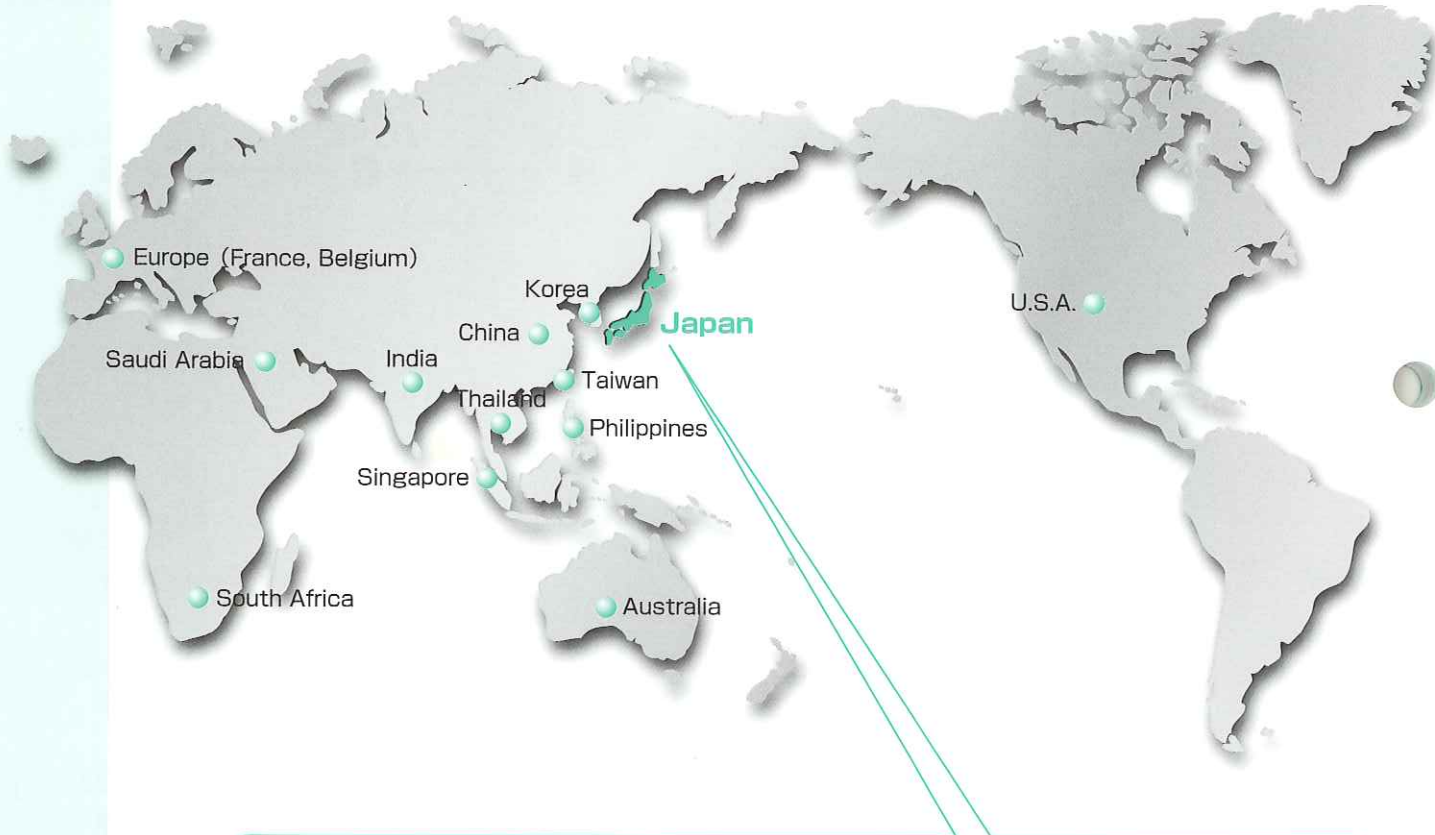 Europe (France, Belgium)
Korea
U.S.A.
Japan
China
Saudi Arabia
India
Taiwan
Thailand
Philippines
Singapore
South Africa
Australia